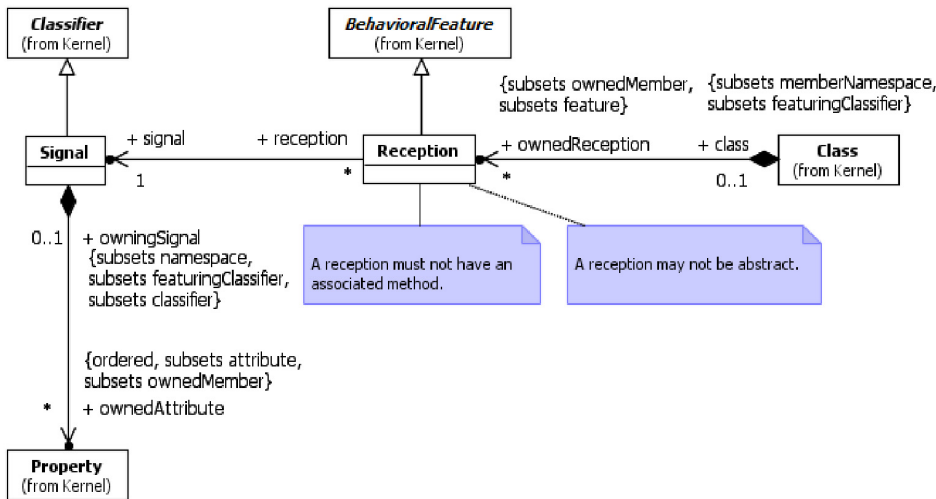 Classifier
(from Kernel)
BehavioralFeature
(from Kernel)
{subsets ownedMember,
subsets feature}
{subsets memberNamespace,
subsets featuringClassifier}
Signal
+ signal
1
+ reception
*
Reception
+ ownedReception
*
+ class
0..1
Class
(from Kernel)
0..1
+ owningSignal
{subsets namespace,
subsets featuringClassifier,
subsets classifier}
A reception must not have an
associated method.
A reception may not be abstract.
{ordered, subsets attribute,
subsets ownedMember}
*
+ ownedAttribute
Property
(from Kernel)